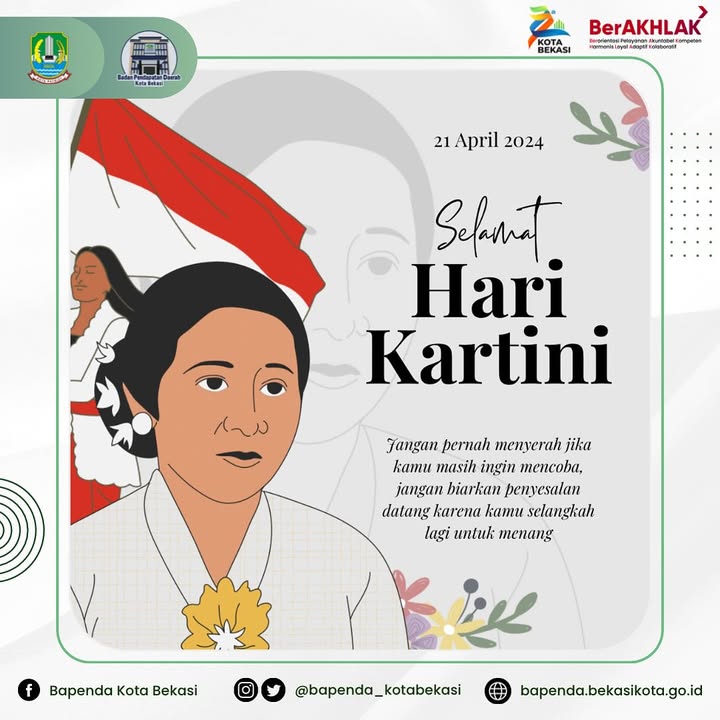 Badan Pendapatan Daerah
Kota Bekasi
KOTA
BEKASI
BerAKHLAK
Berorientasi Pelayanan Akuntabel Kompeten
Harmonis Loyal Adaptif Kolaboratif
21 April 2024
Selamat
Hari
Kartini
Jangan pernah menyerah jika
kamu masih ingin mencoba,
jangan biarkan penyesalan
datang karena kamu selangkah
lagi untuk menang
Bapenda Kota Bekasi
@bapenda_kotabekasi
bapenda.bekasikota.go.id